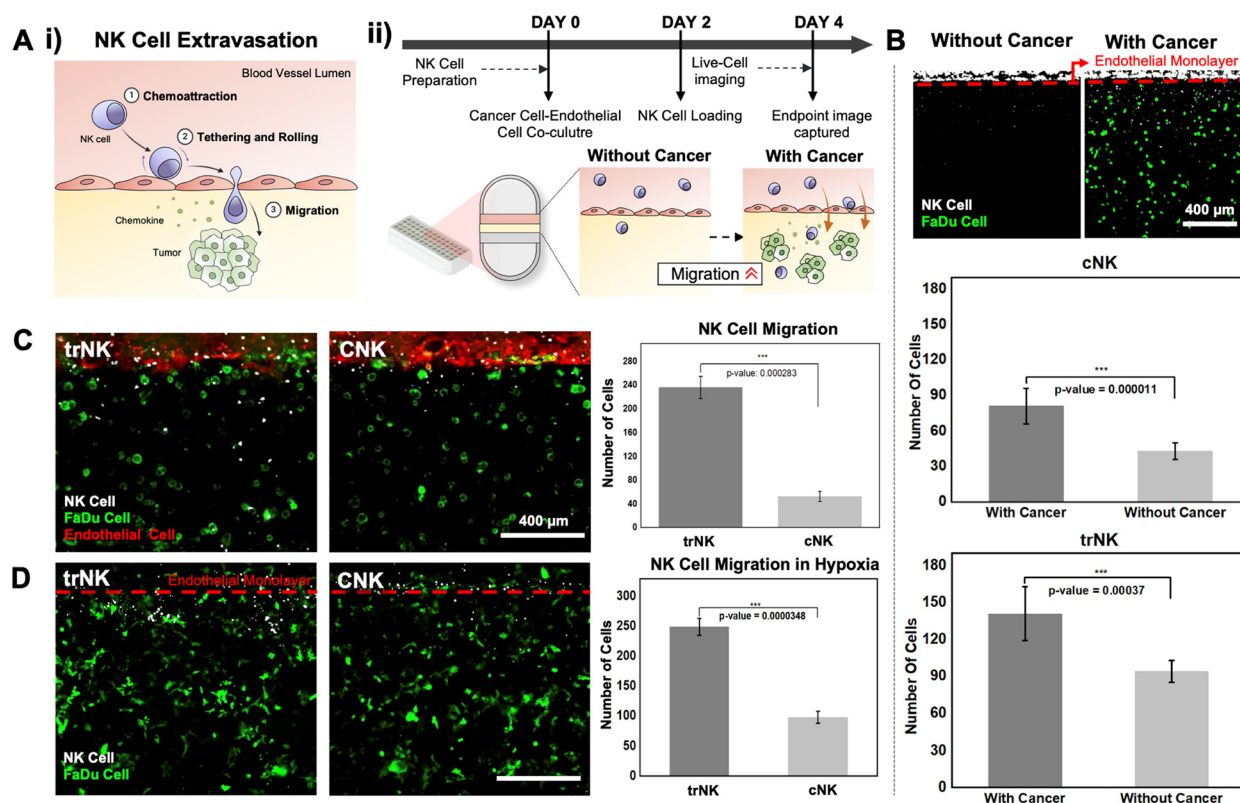 A
i)
NK Cell Extravasation
Blood Vessel Lumen
1 Chemoattraction
NK cell
2 Tethering and Rolling
Chemokine
3 Migration
Tumor
ii)
DAY 0
DAY 2
DAY 4
NK Cell
Preparation
Live-Cell
imaging
Cancer Cell-Endothelial
Cell Co-culutre
NK Cell Loading
Endpoint image
captured
Without Cancer
With Cancer
Migration
B
Without Cancer
With Cancer
Endothelial Monolayer
NK Cell
FaDu Cell
400 μm
cNK
Number Of Cells
180
150
120
90
60
30
0
***
p-value = 0.000011
With Cancer
Without Cancer
trNK
Number Of Cells
180
150
120
90
60
30
0
***
p-value = 0.00037
With Cancer
Without Cancer
C
trNK
NK Cell
FaDu Cell
Endothelial Cell
CNK
400 μm
NK Cell Migration
Number of Cells
280
240
200
160
120
80
40
0
***
p-value: 0.000283
trNK
cNK
D
trNK
Endothelial Monolayer
NK Cell
FaDu Cell
CNK
NK Cell Migration in Hypoxia
Number of Cells
300
250
200
150
100
50
0
***
p-value = 0.0000348
trNK
cNK